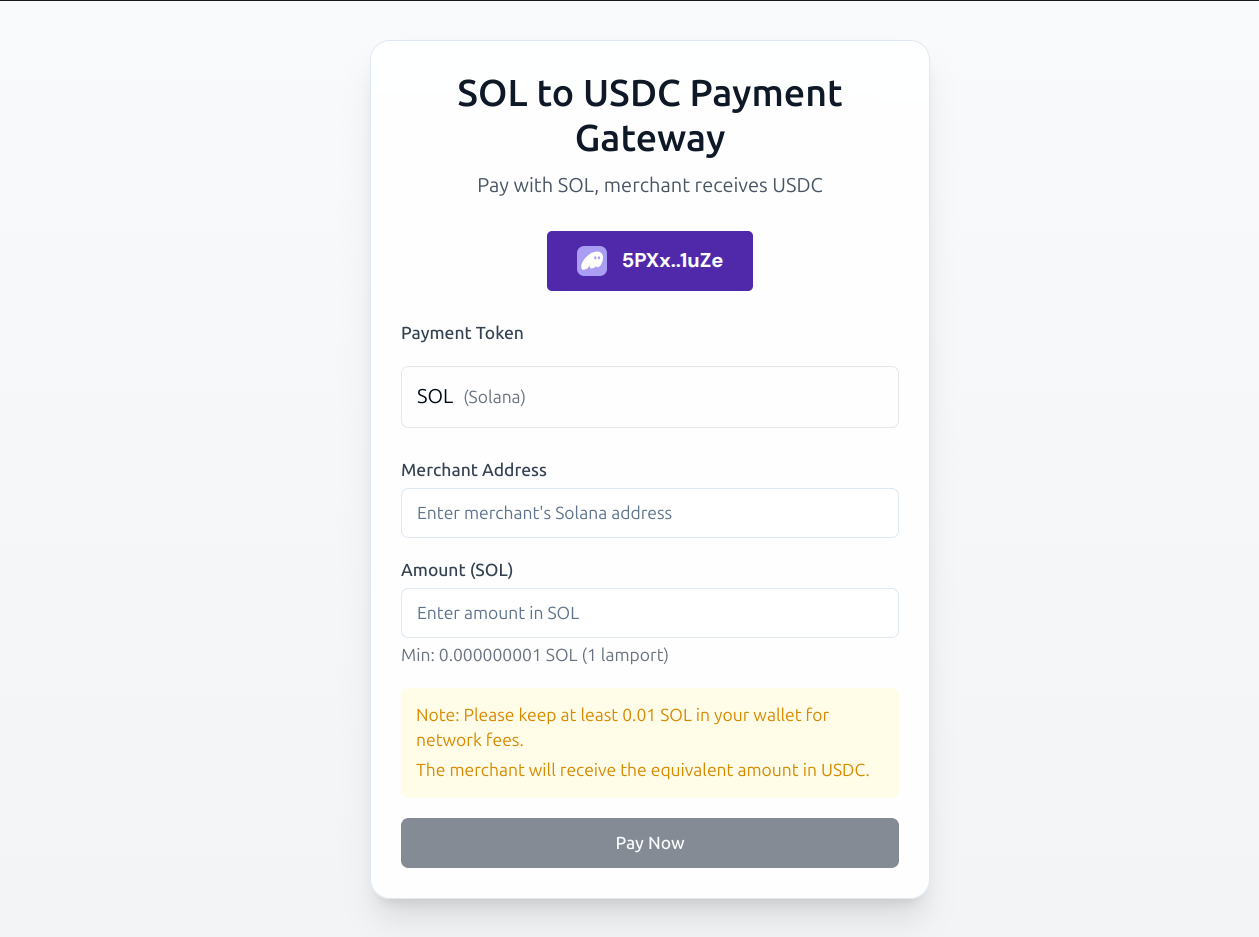 SOL to USDC Payment
Gateway
Pay with SOL, merchant receives USDC
5PXx..1uZe
Payment Token
SOL (Solana)
Merchant Address
Enter merchant's Solana address
Amount (SOL)
Enter amount in SOL
Min: 0.000000001 SOL (1 lamport)
Note: Please keep at least 0.01 SOL in your wallet for
network fees.
The merchant will receive the equivalent amount in USDC.
Pay Now